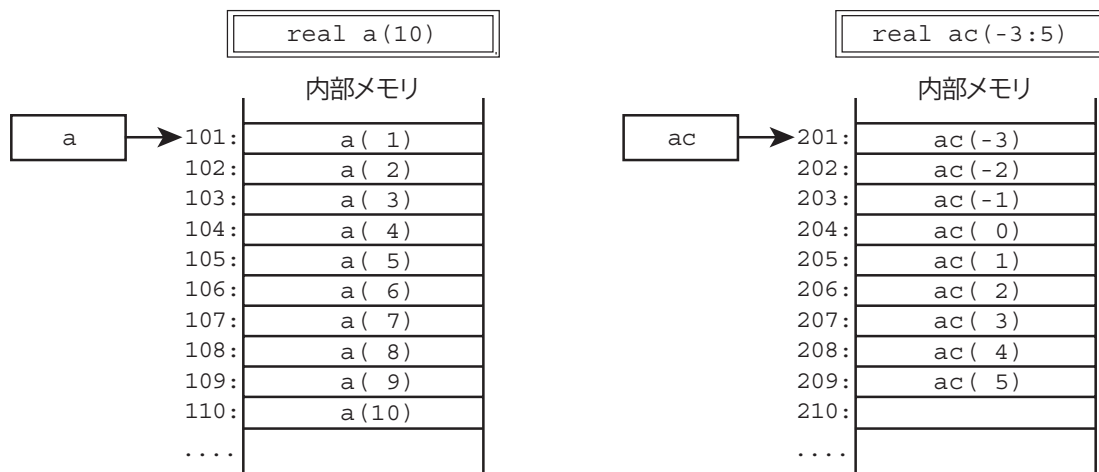 real a(10)
内部メモリ
a
101: a( 1)
102: a( 2)
103: a( 3)
104: a( 4)
105: a( 5)
106: a( 6)
107: a( 7)
108: a( 8)
109: a( 9)
110: a(10)
....
real ac(-3:5)
内部メモリ
ac
201: ac(-3)
202: ac(-2)
203: ac(-1)
204: ac( 0)
205: ac( 1)
206: ac( 2)
207: ac( 3)
208: ac( 4)
209: ac( 5)
210:
....